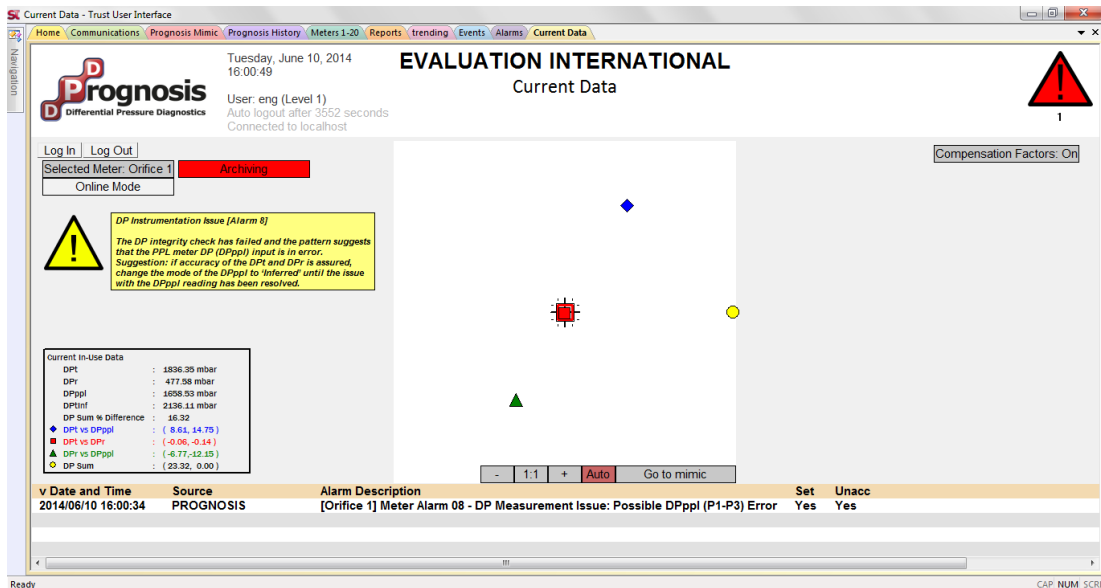 Current Data - Trust User Interface
Home Communications Prognosis Mimic Prognosis History Meters 1-20 Reports trending Events Alarms Current Data
Navigation
D
Prognosis
D Differential Pressure Diagnostics
Tuesday, June 10, 2014
16:00:49
User: eng (Level 1)
Auto logout after 3552 seconds
Connected to localhost
EVALUATION INTERNATIONAL
Current Data
1
Log In Log Out
Selected Meter: Orifice 1 Archiving
Online Mode
Compensation Factors: On
DP Instrumentation Issue [Alarm 8]
The DP integrity check has failed and the pattern suggests
that the PPL meter DP (DPppl) input is in error.
Suggestion: if accuracy of the DPt and DPr is assured,
change the mode of the DPppl to 'Inferred' until the issue
with the DPppl reading has been resolved.
Current In-Use Data
DPt : 1836.35 mbar
DPr : 477.58 mbar
DPppl : 1658.53 mbar
DPtinf : 2136.11 mbar
DP Sum % Difference : 16.32
DPt vs DPppl : ( 8.61, 14.75 )
DPt vs DPr : ( -0.06, -0.14 )
DPr vs DPppl : ( -6.77,-12.15 )
DP Sum : ( 23.32, 0.00 )
- 1:1 + Auto Go to mimic
v Date and Time Source Alarm Description Set Unacc
2014/06/10 16:00:34 PROGNOSIS [Orifice 1] Meter Alarm 08 - DP Measurement Issue: Possible DPppl (P1-P3) Error Yes Yes
Ready CAP NUM SCRL